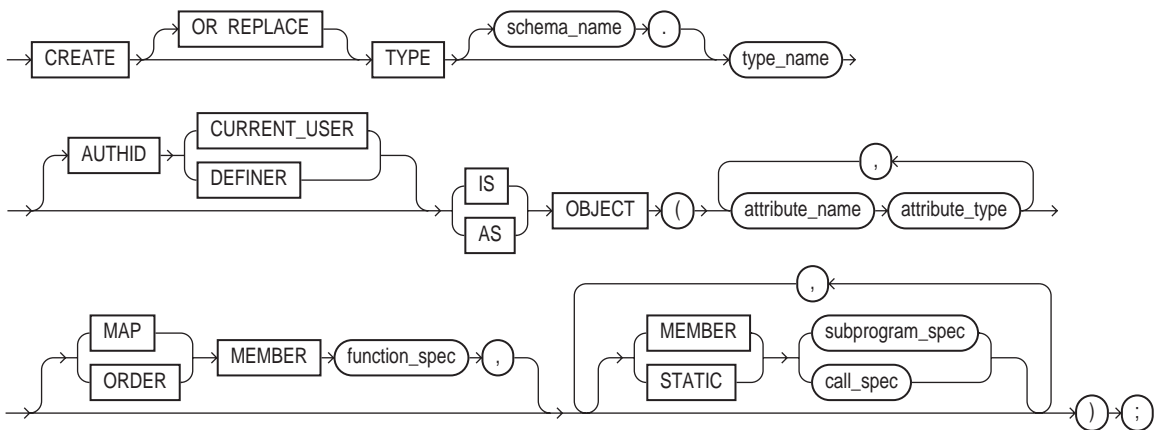 OR REPLACE schema_name .
CREATE TYPE type_name
CURRENT_USER ,
AUTHID
DEFINER IS
OBJECT ( attribute_name attribute_type
AS
,
MAP MEMBER subprogram_spec
MEMBER function_spec ,
ORDER STATIC call_spec
) ;